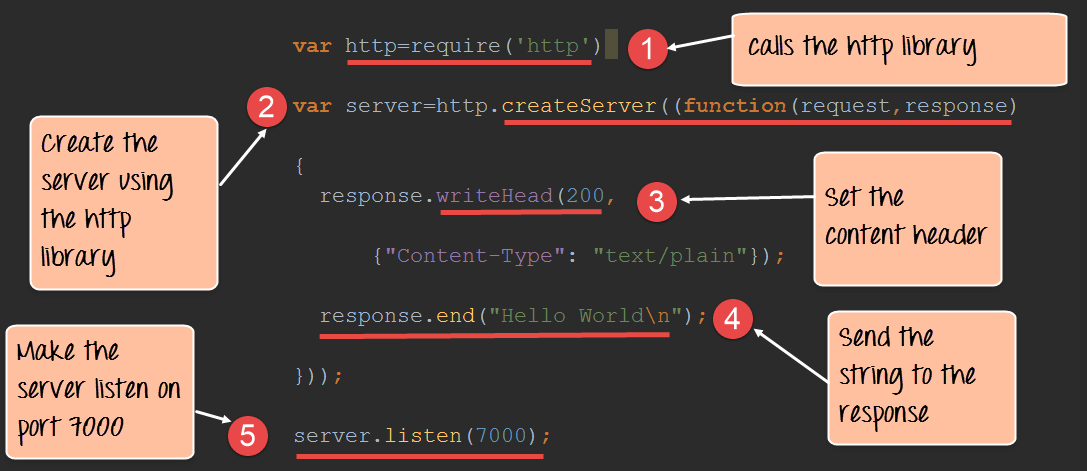 var http=require('http')
1
calls the http library
2
var server=http.createServer((function(request,response)
Create the
server using
the http
library
{
response.writeHead(200,
3
Set the
content header
{"Content-Type": "text/plain"});
response.end("Hello World\n");
4
Send the
string to the
response
Make the
server listen on
port 7000
}));
5
server.listen(7000);